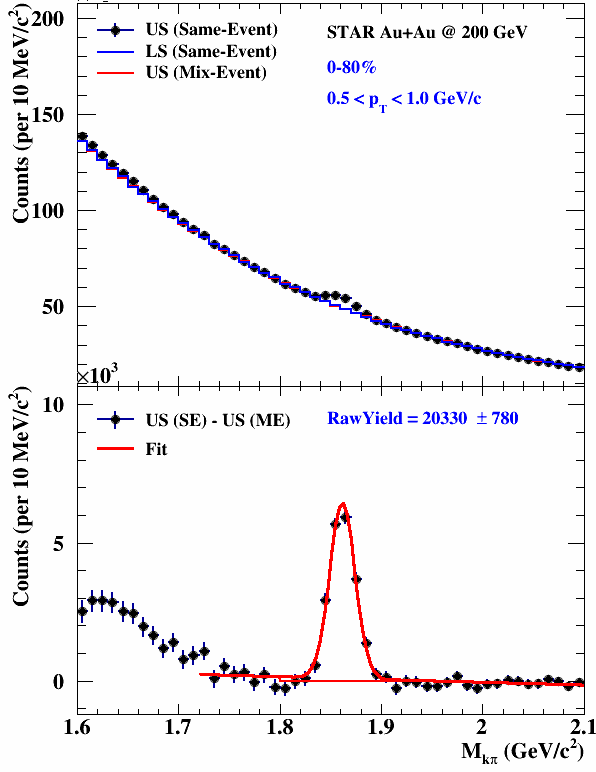 US (Same-Event)
LS (Same-Event)
US (Mix-Event)
STAR Au+Au @ 200 GeV
0-80%
0.5 < pT < 1.0 GeV/c
Counts (per 10 MeV/c2)
200
150
100
50
×103
US (SE) - US (ME)
Fit
RawYield = 20330 ± 780
Counts (per 10 MeV/c2)
10
5
0
1.6 1.7 1.8 1.9 2 2.1
Mkπ (GeV/c2)